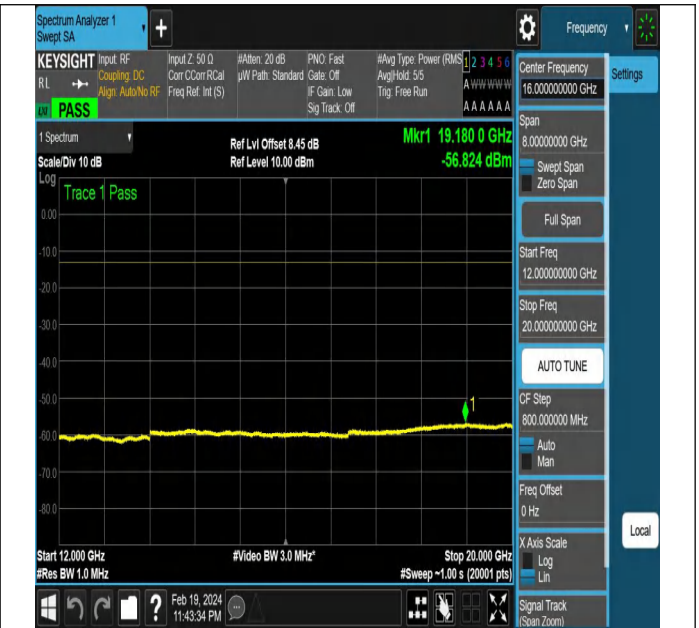 Spectrum Analyzer 1
Swept SA
+
Frequency
KEYSIGHT
Input: RF
Coupling: DC
Align: Auto/No RF
Input Z: 50 Ω
Corr CCorr RCal
Freq Ref: Int (S)
#Atten: 20 dB
µW Path: Standard
PNO: Fast
Gate: Off
IF Gain: Low
Sig Track: Off
#Avg Type: Power (RMS
Avg|Hold: 5/5
Trig: Free Run
1 2 3 4 5 6
A W W W W W
A A A A A A
RL
PASS
1 Spectrum
Scale/Div 10 dB
Ref Lvl Offset 8.45 dB
Ref Level 10.00 dBm
Mkr1 19.180 0 GHz
-56.824 dBm
Log
Trace 1 Pass
0.00
-10.0
-20.0
-30.0
-40.0
-50.0
-60.0
-70.0
-80.0
1
Start 12.000 GHz
#Res BW 1.0 MHz
#Video BW 3.0 MHz*
Stop 20.000 GHz
#Sweep ~1.00 s (20001 pts)
?
Feb 19, 2024
11:43:34 PM
Center Frequency
16.000000000 GHz
Settings
Span
8.00000000 GHz
Swept Span
Zero Span
Full Span
Start Freq
12.000000000 GHz
Stop Freq
20.000000000 GHz
AUTO TUNE
CF Step
800.000000 MHz
Auto
Man
Freq Offset
0 Hz
X Axis Scale
Log
Lin
Local
Signal Track
(Span Zoom)